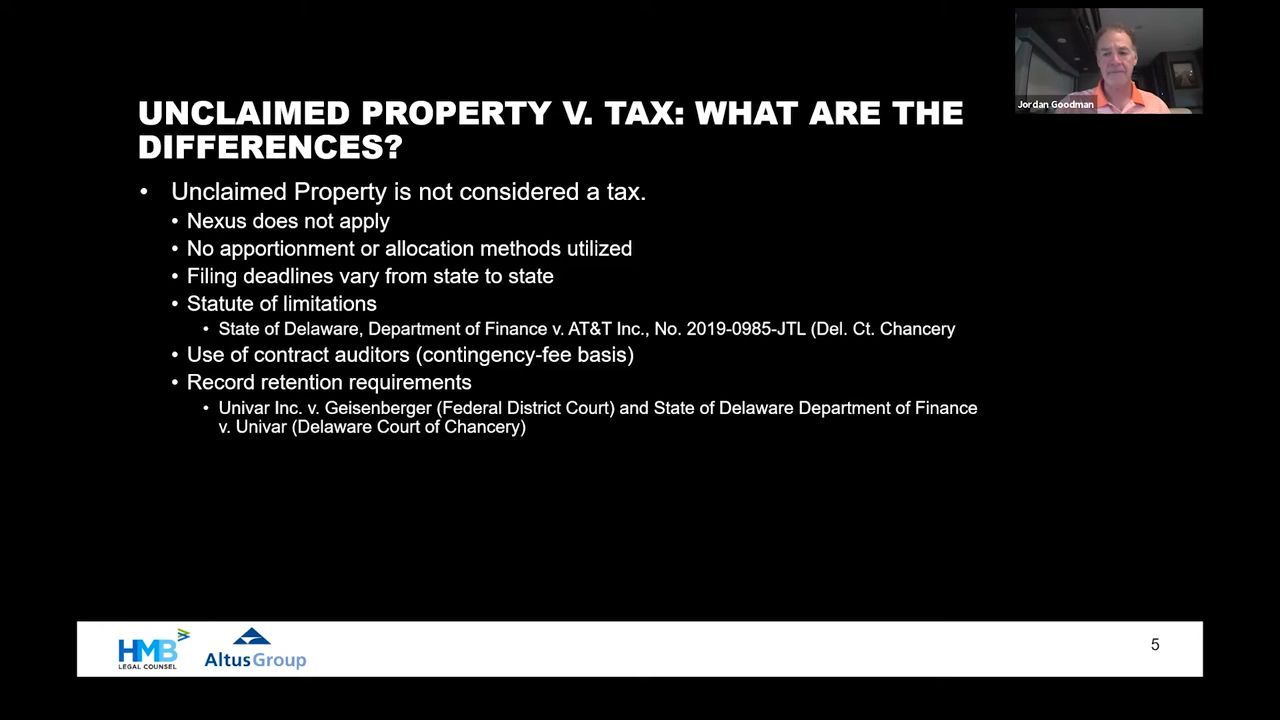 Jordan Goodman
UNCLAIMED PROPERTY V. TAX: WHAT ARE THE
DIFFERENCES?
• Unclaimed Property is not considered a tax.
• Nexus does not apply
• No apportionment or allocation methods utilized
• Filing deadlines vary from state to state
• Statute of limitations
• State of Delaware, Department of Finance v. AT&T Inc., No. 2019-0985-JTL (Del. Ct. Chancery
• Use of contract auditors (contingency-fee basis)
• Record retention requirements
• Univar Inc. v. Geisenberger (Federal District Court) and State of Delaware Department of Finance
v. Univar (Delaware Court of Chancery)
HMB
LEGAL COUNSEL
AltusGroup
5